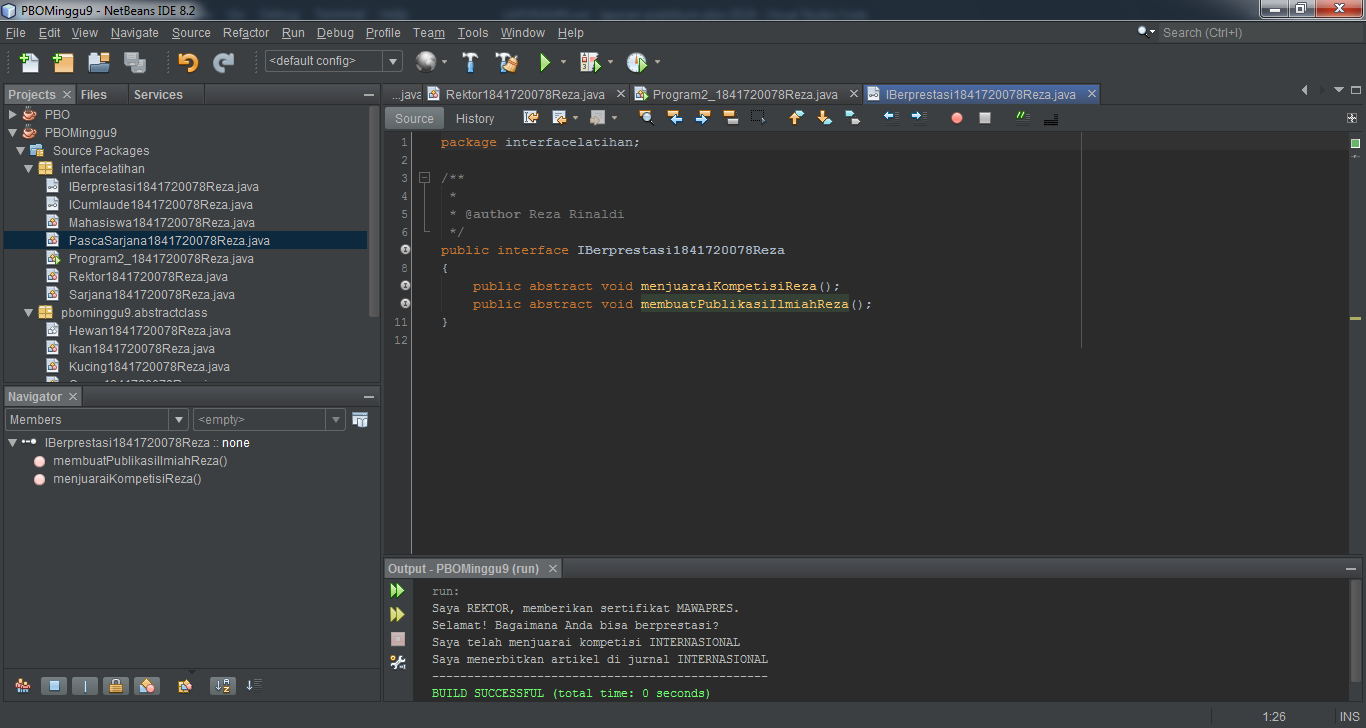 PBOMinggu9 - NetBeans IDE 8.2
File Edit View Navigate Source Refactor Run Debug Profile Team Tools Window Help
Search (Ctrl+I)
<default config>
Projects Files Services
...java Rektor1841720078Reza.java Program2_1841720078Reza.java IBerprestasi1841720078Reza.java
PBO
PBOMinggu9
Source Packages
interfacelatihan
IBerprestasi1841720078Reza.java
ICumlaude1841720078Reza.java
Mahasiswa1841720078Reza.java
PascaSarjana1841720078Reza.java
Program2_1841720078Reza.java
Rektor1841720078Reza.java
Sarjana1841720078Reza.java
pbominggu9.abstractclass
Hewan1841720078Reza.java
Ikan1841720078Reza.java
Kucing1841720078Reza.java
Navigator
Members <empty>
IBerprestasi1841720078Reza :: none
membuatPublikasiIlmiahReza()
menjuaraiKompetisiReza()
Source History
1 package interfacelatihan;
2
3 /**
4 *
5 * @author Reza Rinaldi
6 */
public interface IBerprestasi1841720078Reza
8 {
public abstract void menjuaraiKompetisiReza();
public abstract void membuatPublikasiIlmiahReza();
11 }
12
Output - PBOMinggu9 (run)
run:
Saya REKTOR, memberikan sertifikat MAWAPRES.
Selamat! Bagaimana Anda bisa berprestasi?
Saya telah menjuarai kompetisi INTERNASIONAL
Saya menerbitkan artikel di jurnal INTERNASIONAL
------------------------------------------------
BUILD SUCCESSFUL (total time: 0 seconds)
1:26 INS